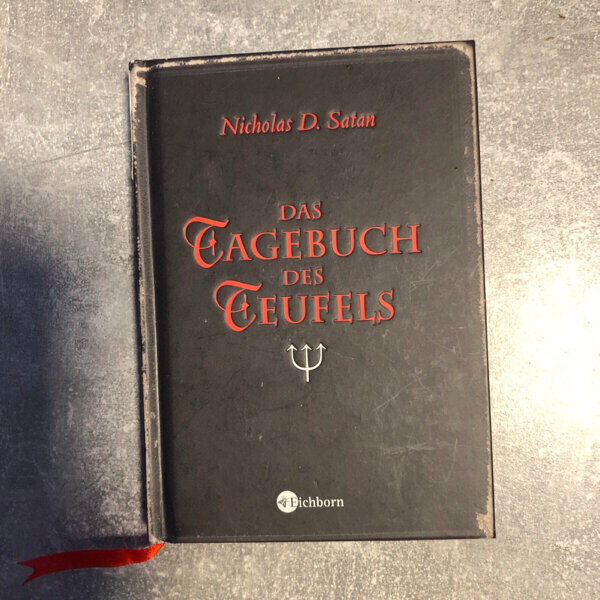 Nicholas D. Satan
DAS
TAGEBUCH
DES
TEUFELS
Eichborn